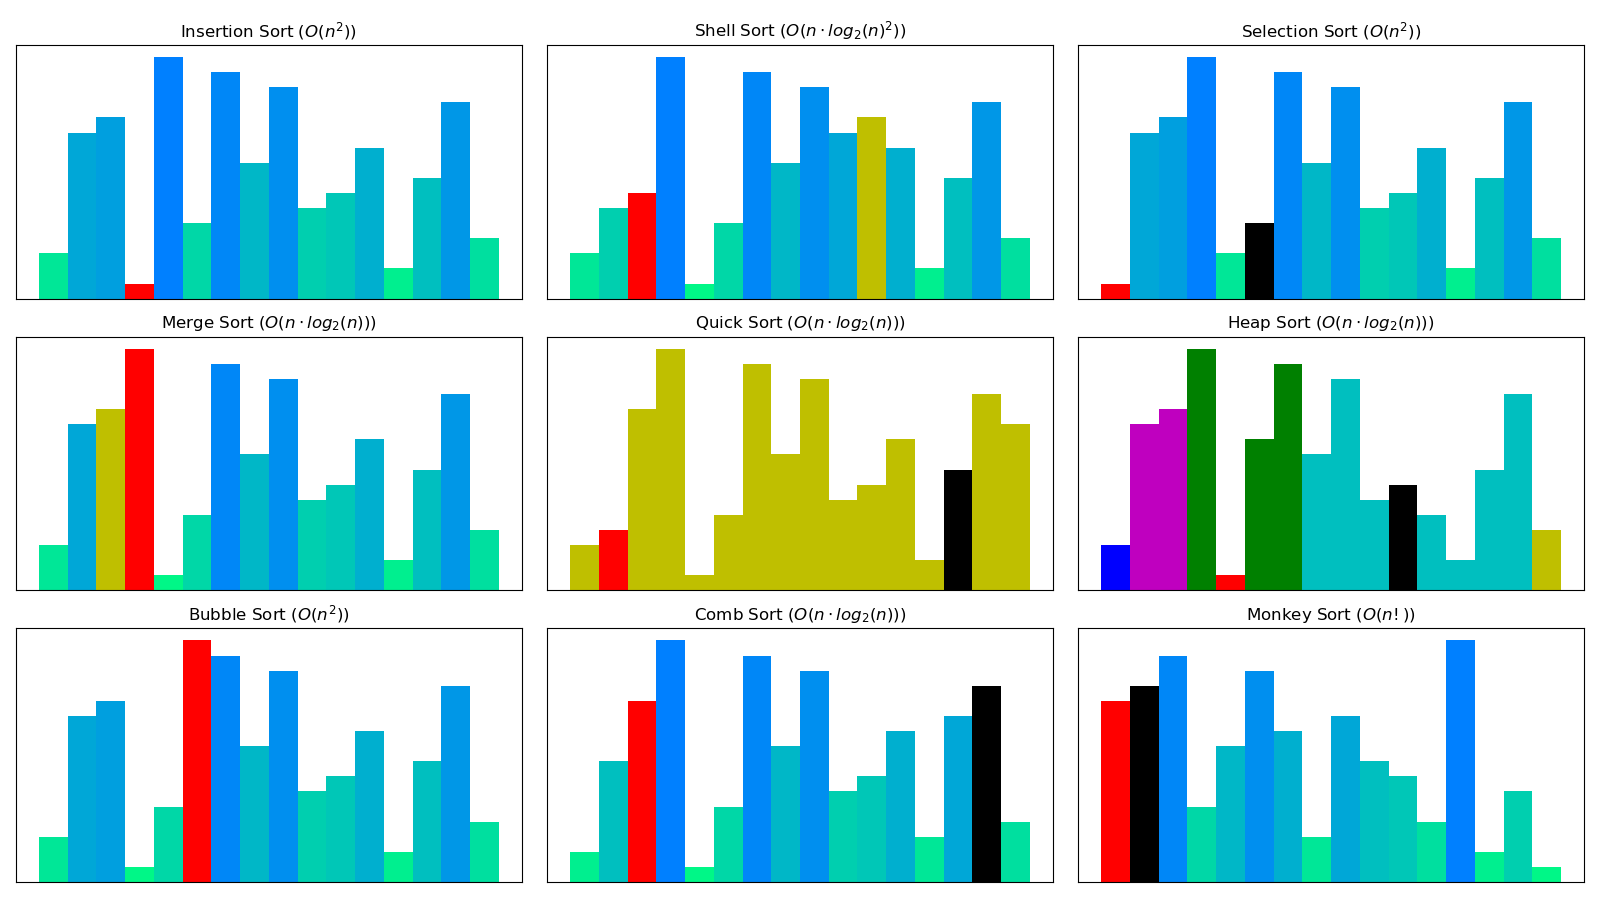 Insertion Sort (O(n²))
Shell Sort (O(n · log₂(n)²))
Selection Sort (O(n²))
Merge Sort (O(n · log₂(n)))
Quick Sort (O(n · log₂(n)))
Heap Sort (O(n · log₂(n)))
Bubble Sort (O(n²))
Comb Sort (O(n · log₂(n)))
Monkey Sort (O(n!))